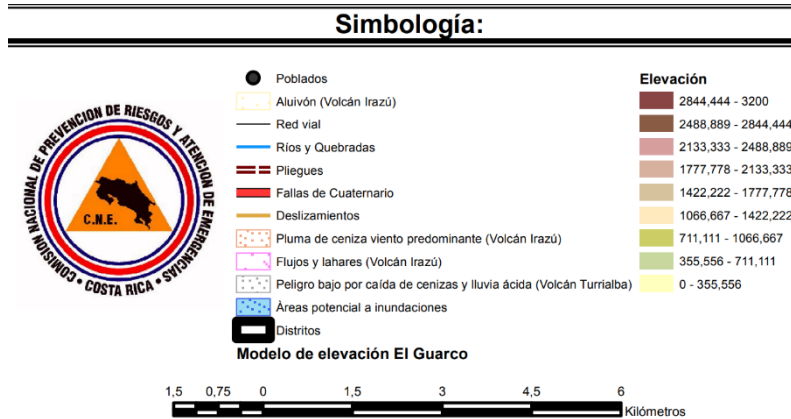 Simbología:
COMISION NACIONAL DE PREVENCION DE RIESGOS Y ATENCION DE EMERGENCIAS
• COSTA RICA •
C.N.E.
Poblados
Aluivón (Volcán Irazú)
Red vial
Ríos y Quebradas
Pliegues
Fallas de Cuaternario
Deslizamientos
Pluma de ceniza viento predominante (Volcán Irazú)
Flujos y lahares (Volcán Irazú)
Peligro bajo por caída de cenizas y lluvia ácida (Volcán Turrialba)
Àreas potencial a inundaciones
Distritos
Elevación
2844,444 - 3200
2488,889 - 2844,444
2133,333 - 2488,889
1777,778 - 2133,333
1422,222 - 1777,778
1066,667 - 1422,222
711,111 - 1066,667
355,556 - 711,111
0 - 355,556
Modelo de elevación El Guarco
1,5 0,75 0 1,5 3 4,5 6
Kilómetros